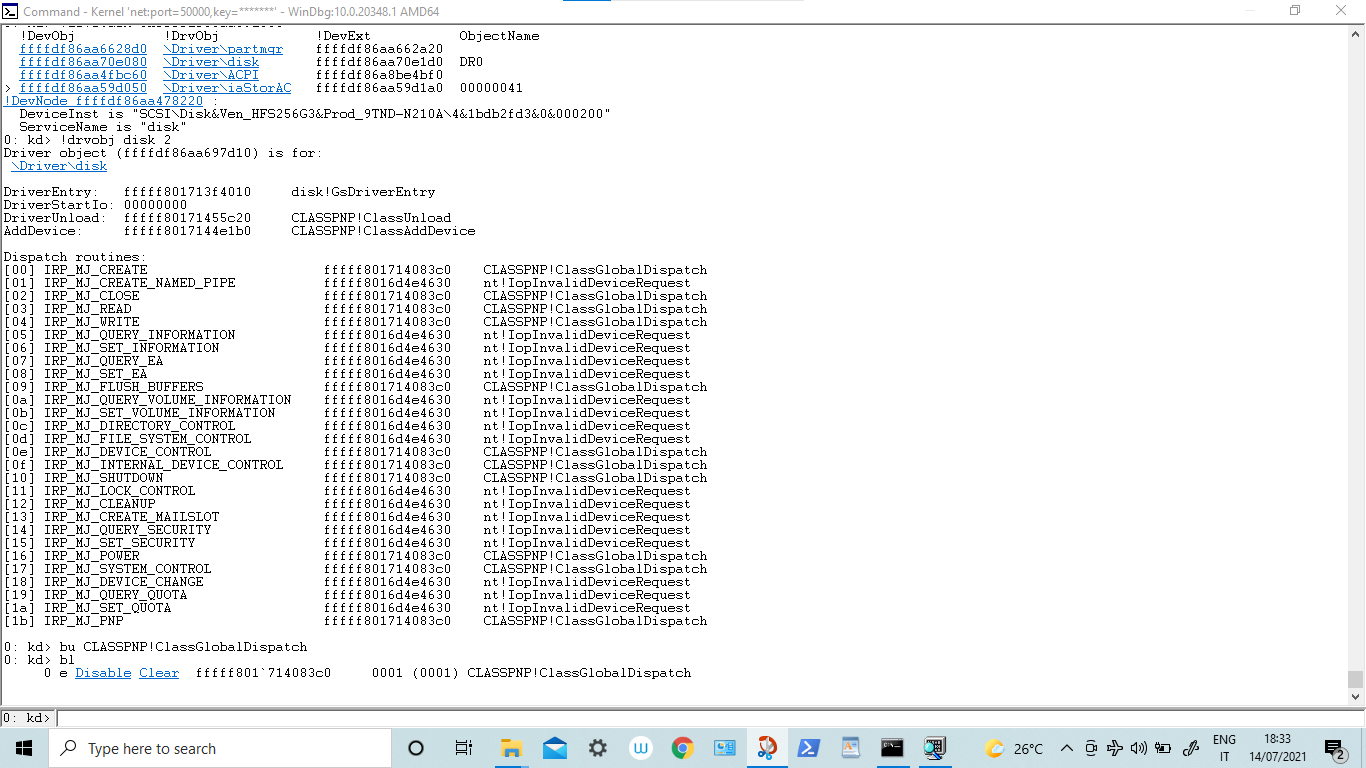 Command - Kernel 'net:port=50000,key=*******' - WinDbg:10.0.20348.1 AMD64
!DevObj !DrvObj !DevExt ObjectName
ffffdf86aa6628d0 \Driver\partmgr ffffdf86aa662a20
ffffdf86aa70e080 \Driver\disk ffffdf86aa70e1d0 DR0
ffffdf86aa4fbc60 \Driver\ACPI ffffdf86a8be4bf0
> ffffdf86aa59d050 \Driver\iaStorAC ffffdf86aa59d1a0 00000041
!DevNode ffffdf86aa478220 :
DeviceInst is "SCSI\Disk&Ven_HFS256G3&Prod_9TND-N210A\4&1bdb2fd3&0&000200"
ServiceName is "disk"
0: kd> !drvobj disk 2
Driver object (ffffdf86aa697d10) is for:
\Driver\disk
DriverEntry: fffff801713f4010 disk!GsDriverEntry
DriverStartIo: 00000000
DriverUnload: fffff80171455c20 CLASSPNP!ClassUnload
AddDevice: fffff8017144e1b0 CLASSPNP!ClassAddDevice
Dispatch routines:
[00] IRP_MJ_CREATE fffff801714083c0 CLASSPNP!ClassGlobalDispatch
[01] IRP_MJ_CREATE_NAMED_PIPE fffff8016d4e4630 nt!IopInvalidDeviceRequest
[02] IRP_MJ_CLOSE fffff801714083c0 CLASSPNP!ClassGlobalDispatch
[03] IRP_MJ_READ fffff801714083c0 CLASSPNP!ClassGlobalDispatch
[04] IRP_MJ_WRITE fffff801714083c0 CLASSPNP!ClassGlobalDispatch
[05] IRP_MJ_QUERY_INFORMATION fffff8016d4e4630 nt!IopInvalidDeviceRequest
[06] IRP_MJ_SET_INFORMATION fffff8016d4e4630 nt!IopInvalidDeviceRequest
[07] IRP_MJ_QUERY_EA fffff8016d4e4630 nt!IopInvalidDeviceRequest
[08] IRP_MJ_SET_EA fffff8016d4e4630 nt!IopInvalidDeviceRequest
[09] IRP_MJ_FLUSH_BUFFERS fffff801714083c0 CLASSPNP!ClassGlobalDispatch
[0a] IRP_MJ_QUERY_VOLUME_INFORMATION fffff8016d4e4630 nt!IopInvalidDeviceRequest
[0b] IRP_MJ_SET_VOLUME_INFORMATION fffff8016d4e4630 nt!IopInvalidDeviceRequest
[0c] IRP_MJ_DIRECTORY_CONTROL fffff8016d4e4630 nt!IopInvalidDeviceRequest
[0d] IRP_MJ_FILE_SYSTEM_CONTROL fffff8016d4e4630 nt!IopInvalidDeviceRequest
[0e] IRP_MJ_DEVICE_CONTROL fffff801714083c0 CLASSPNP!ClassGlobalDispatch
[0f] IRP_MJ_INTERNAL_DEVICE_CONTROL fffff801714083c0 CLASSPNP!ClassGlobalDispatch
[10] IRP_MJ_SHUTDOWN fffff801714083c0 CLASSPNP!ClassGlobalDispatch
[11] IRP_MJ_LOCK_CONTROL fffff8016d4e4630 nt!IopInvalidDeviceRequest
[12] IRP_MJ_CLEANUP fffff8016d4e4630 nt!IopInvalidDeviceRequest
[13] IRP_MJ_CREATE_MAILSLOT fffff8016d4e4630 nt!IopInvalidDeviceRequest
[14] IRP_MJ_QUERY_SECURITY fffff8016d4e4630 nt!IopInvalidDeviceRequest
[15] IRP_MJ_SET_SECURITY fffff8016d4e4630 nt!IopInvalidDeviceRequest
[16] IRP_MJ_POWER fffff801714083c0 CLASSPNP!ClassGlobalDispatch
[17] IRP_MJ_SYSTEM_CONTROL fffff801714083c0 CLASSPNP!ClassGlobalDispatch
[18] IRP_MJ_DEVICE_CHANGE fffff8016d4e4630 nt!IopInvalidDeviceRequest
[19] IRP_MJ_QUERY_QUOTA fffff8016d4e4630 nt!IopInvalidDeviceRequest
[1a] IRP_MJ_SET_QUOTA fffff8016d4e4630 nt!IopInvalidDeviceRequest
[1b] IRP_MJ_PNP fffff801714083c0 CLASSPNP!ClassGlobalDispatch
0: kd> bu CLASSPNP!ClassGlobalDispatch
0: kd> bl
0 e Disable Clear fffff801`714083c0 0001 (0001) CLASSPNP!ClassGlobalDispatch
0: kd>
Type here to search
26°C
ENG
IT
18:33
14/07/2021
2